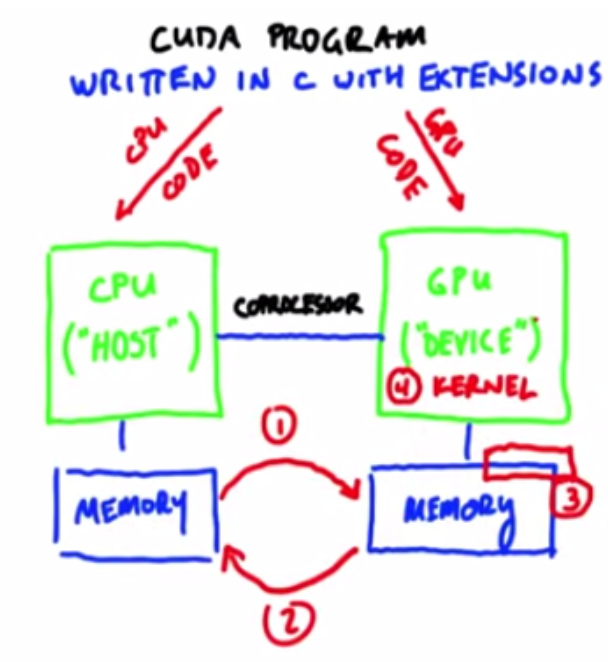 CUDA PROGRAM
WRITTEN IN C WITH EXTENSIONS
CPU
CODE
GPU
CODE
CPU
("HOST")
COPROCESSOR
GPU
("DEVICE")
4 KERNEL
1
MEMORY
MEMORY
3
2